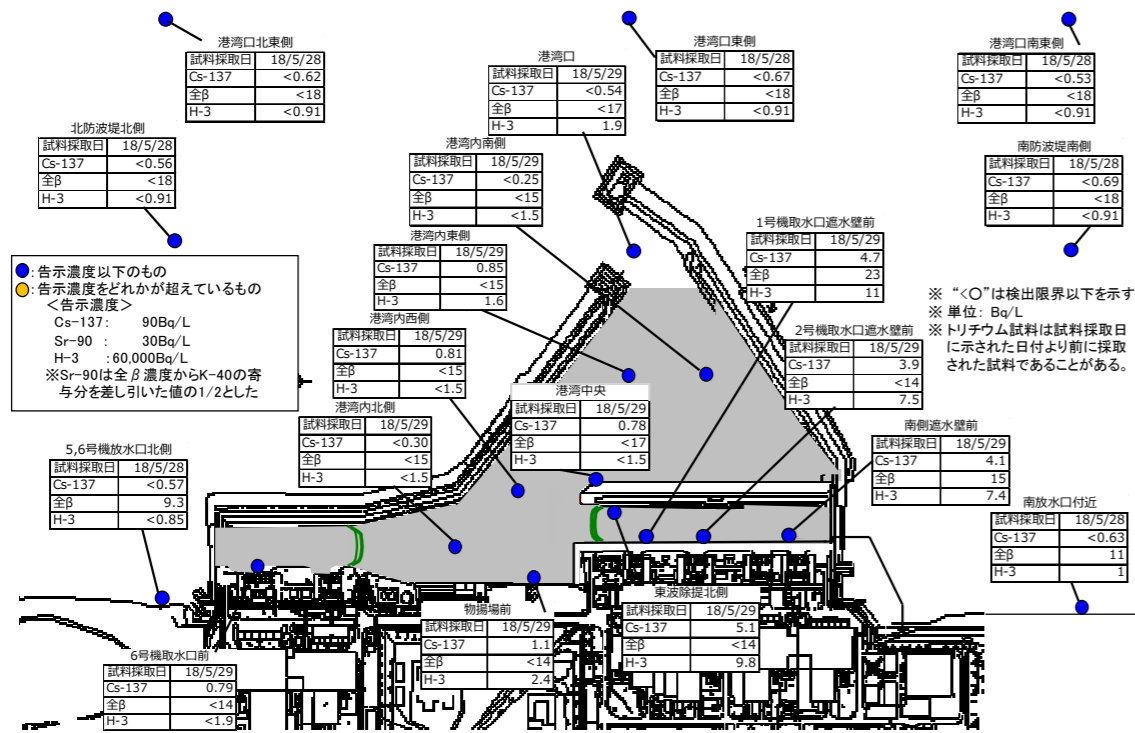 港湾口北東側
試料採取日 18/5/28
Cs-137 <0.62
全β <18
H-3 <0.91
港湾口
試料採取日 18/5/29
Cs-137 <0.54
全β <17
H-3 1.9
港湾口東側
試料採取日 18/5/28
Cs-137 <0.67
全β <18
H-3 <0.91
港湾口南東側
試料採取日 18/5/28
Cs-137 <0.53
全β <18
H-3 <0.91
北防波堤北側
試料採取日 18/5/28
Cs-137 <0.56
全β <18
H-3 <0.91
港湾内南側
試料採取日 18/5/29
Cs-137 <0.25
全β <15
H-3 <1.5
南防波堤南側
試料採取日 18/5/28
Cs-137 <0.69
全β <18
H-3 <0.91
港湾内東側
試料採取日 18/5/29
Cs-137 0.85
全β <15
H-3 1.6
1号機取水口遮水壁前
試料採取日 18/5/29
Cs-137 4.7
全β 23
H-3 11
:告示濃度以下のもの
:告示濃度をどれかが超えているもの
<告示濃度>
Cs-137: 90Bq/L
Sr-90 : 30Bq/L
H-3 :60,000Bq/L
※Sr-90は全β濃度からK-40の寄
与分を差し引いた値の1/2とした
※ “<○”は検出限界以下を示す
※ 単位: Bq/L
※ トリチウム試料は試料採取日
に示された日付より前に採取
された試料であることがある。
港湾内西側
試料採取日 18/5/29
Cs-137 0.81
全β <15
H-3 <1.5
2号機取水口遮水壁前
試料採取日 18/5/29
Cs-137 3.9
全β <14
H-3 7.5
港湾中央
試料採取日 18/5/29
Cs-137 0.78
全β <17
H-3 <1.5
港湾内北側
試料採取日 18/5/29
Cs-137 <0.30
全β <15
H-3 <1.5
南側遮水壁前
試料採取日 18/5/29
Cs-137 4.1
全β 15
H-3 7.4
5,6号機放水口北側
試料採取日 18/5/28
Cs-137 <0.57
全β 9.3
H-3 <0.85
南放水口付近
試料採取日 18/5/28
Cs-137 <0.63
全β 11
H-3 1
東波除堤北側
試料採取日 18/5/29
Cs-137 5.1
全β <14
H-3 9.8
物揚場前
試料採取日 18/5/29
Cs-137 1.1
全β <14
H-3 2.4
6号機取水口前
試料採取日 18/5/29
Cs-137 0.79
全β <14
H-3 <1.9